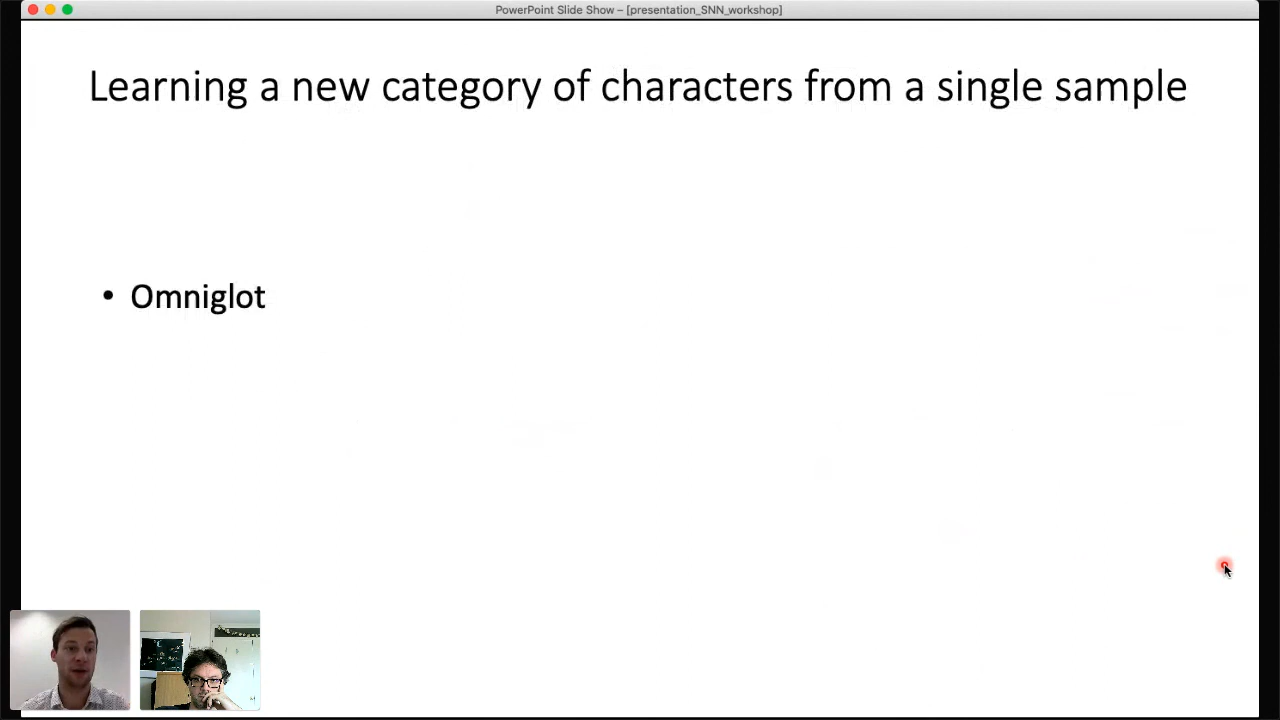 PowerPoint Slide Show – [presentation_SNN_workshop]
Learning a new category of characters from a single sample
• Omniglot